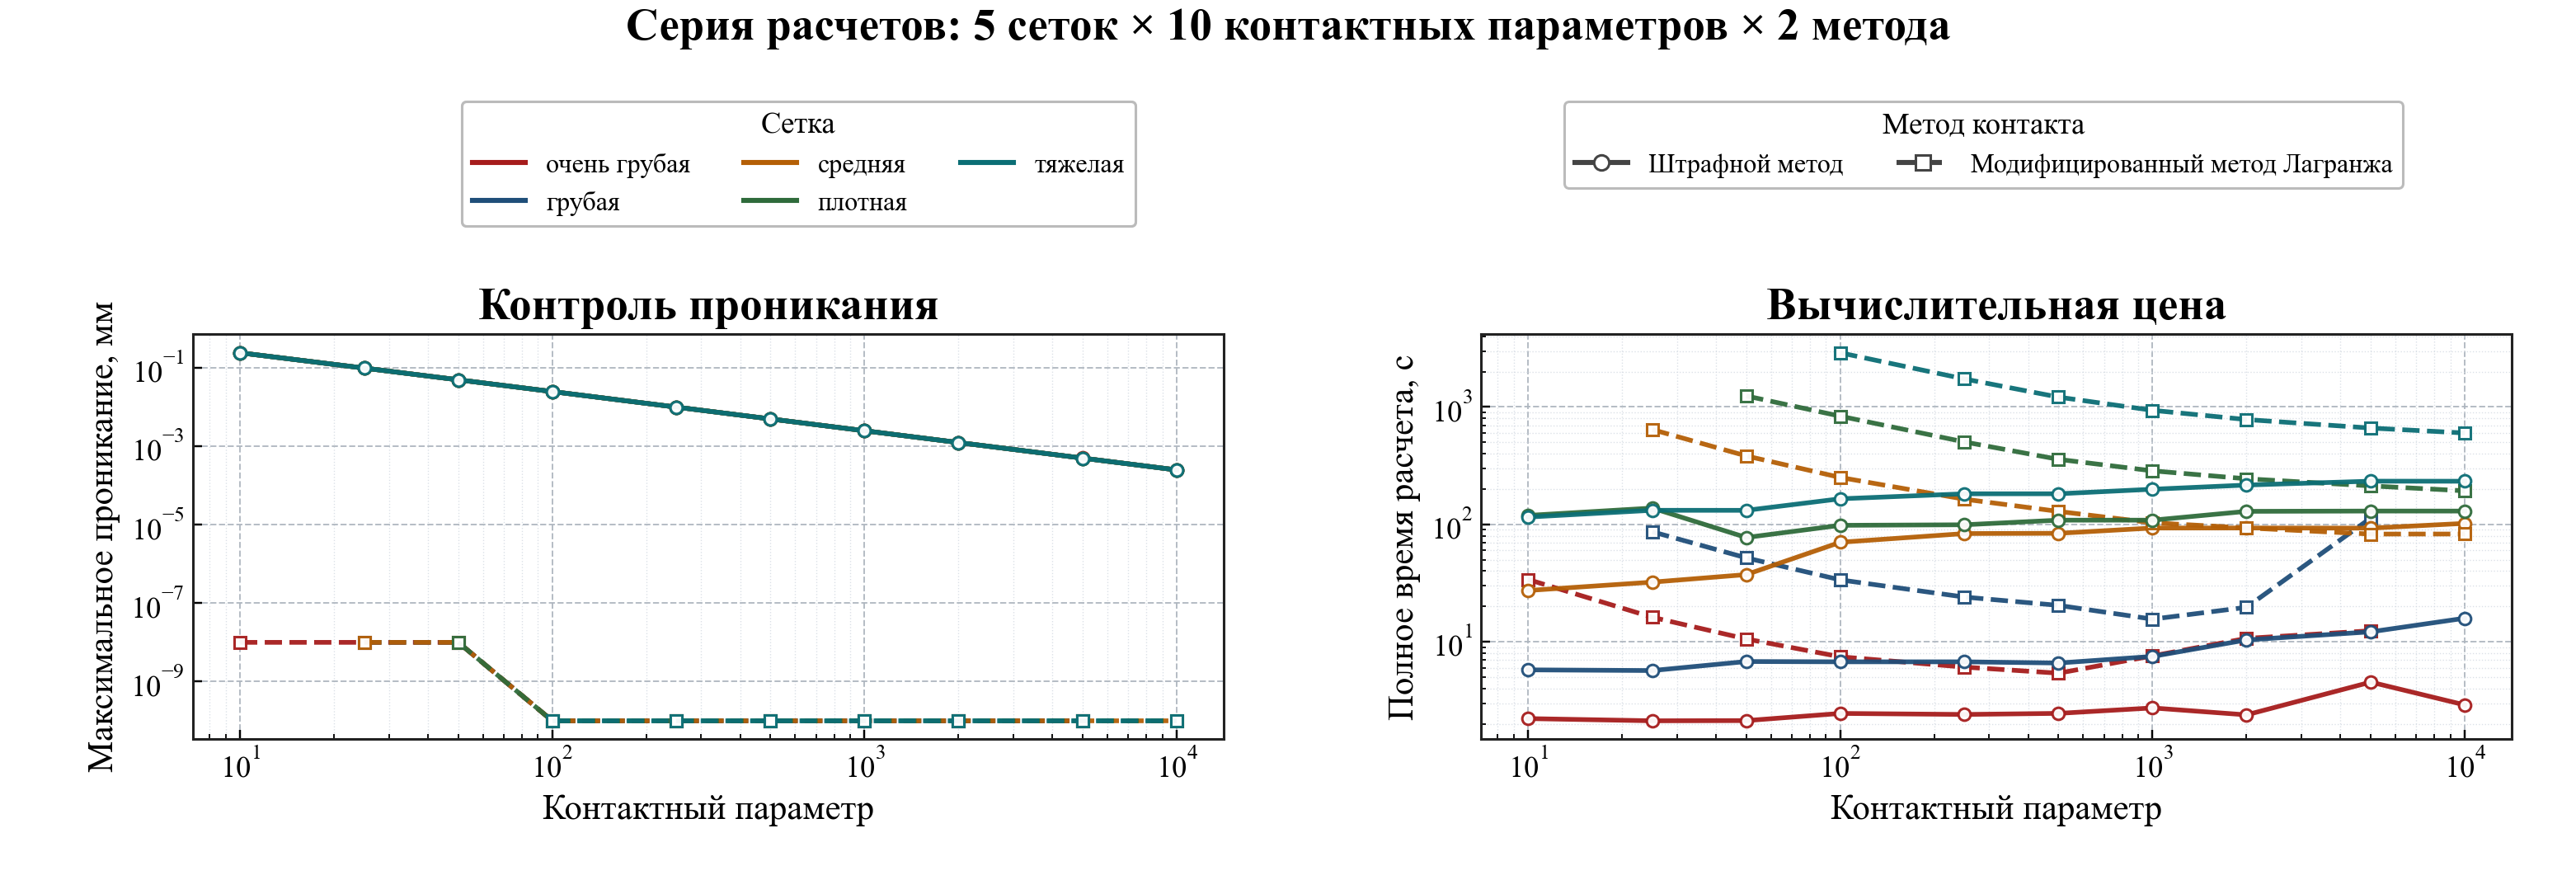 Серия расчетов: 5 сеток × 10 контактных параметров × 2 метода
Сетка
очень грубая средняя тяжелая
грубая плотная
Метод контакта
Штрафной метод Модифицированный метод Лагранжа
Контроль проникания
Максимальное проникание, мм
10⁻¹
10⁻³
10⁻⁵
10⁻⁷
10⁻⁹
10¹ 10² 10³ 10⁴
Контактный параметр
Вычислительная цена
Полное время расчета, с
10³
10²
10¹
10¹ 10² 10³ 10⁴
Контактный параметр